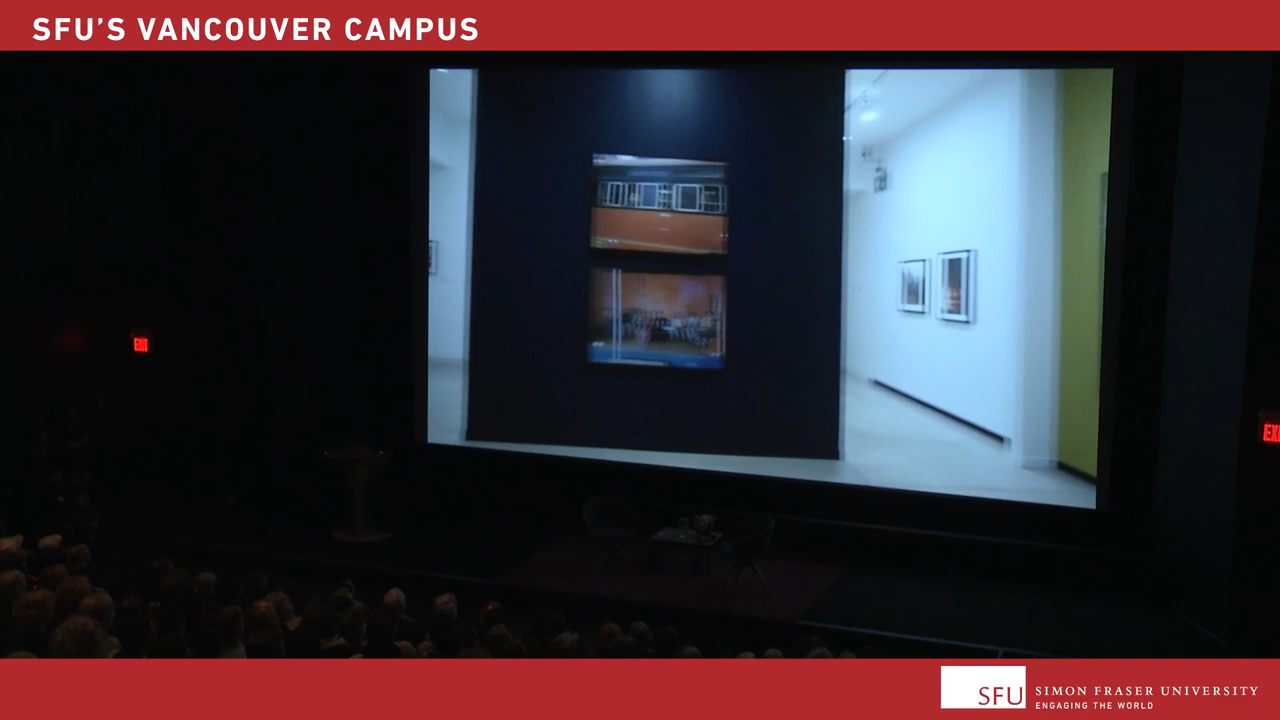 SFU'S VANCOUVER CAMPUS
EXIT
SFU
SIMON FRASER UNIVERSITY
ENGAGING THE WORLD